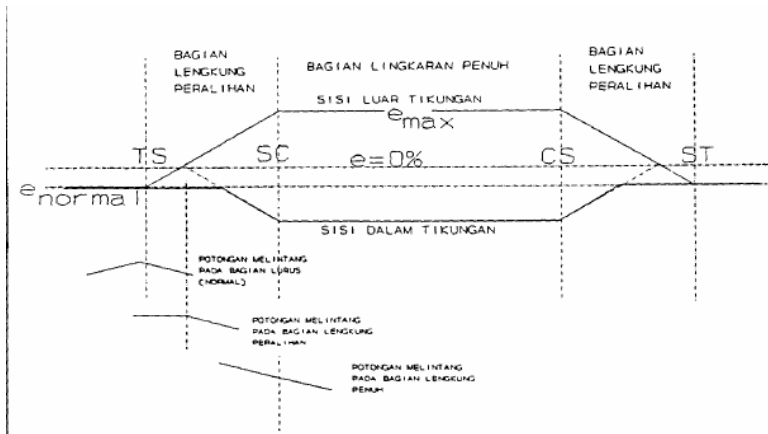 BAGIAN
LENGKUNG
PERALIHAN
BAGIAN LINGKARAN PENUH
BAGIAN
LENGKUNG
PERALIHAN
SISI LUAR TIKUNGAN
e max
TS
SC
e=0%
CS
ST
e normal
SISI DALAM TIKUNGAN
POTONGAN MELINTANG
PADA BAGIAN LURUS
(NORMAL)
POTONGAN MELINTANG
PADA BAGIAN LENGKUNG
PERALIHAN
POTONGAN MELINTANG
PADA BAGIAN LENGKUNG
PENUH